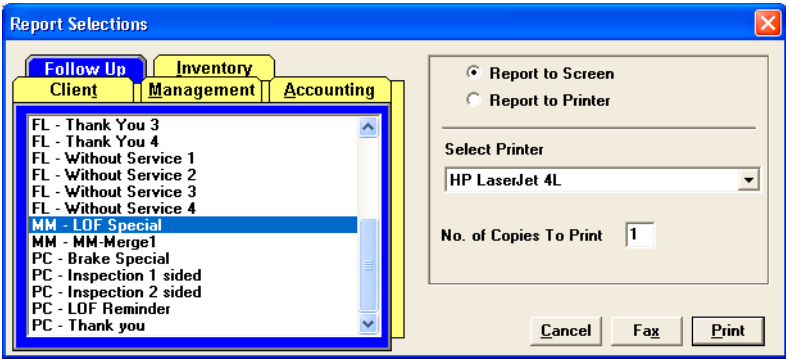 Report Selections
Follow Up
Inventory
Client
Management
Accounting
FL - Thank You 3
FL - Thank You 4
FL - Without Service 1
FL - Without Service 2
FL - Without Service 3
FL - Without Service 4
MM - LOF Special
MM - MM-Merge1
PC - Brake Special
PC - Inspection 1 sided
PC - Inspection 2 sided
PC - LOF Reminder
PC - Thank you
Report to Screen
Report to Printer
Select Printer
HP LaserJet 4L
No. of Copies To Print 1
Cancel
Fax
Print